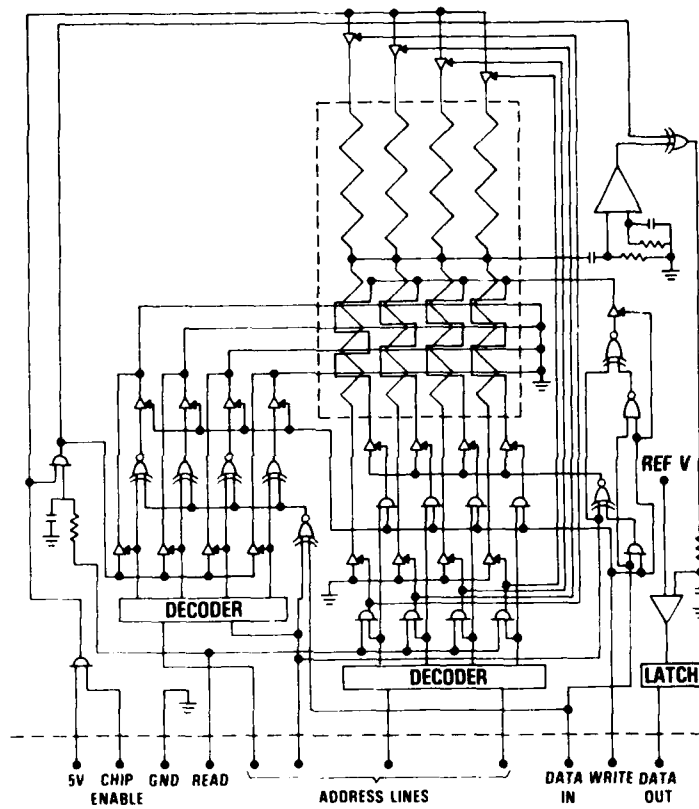 REF V
DECODER
DECODER
LATCH
5V
CHIP
ENABLE
GND
READ
ADDRESS LINES
DATA
IN
WRITE
DATA
OUT